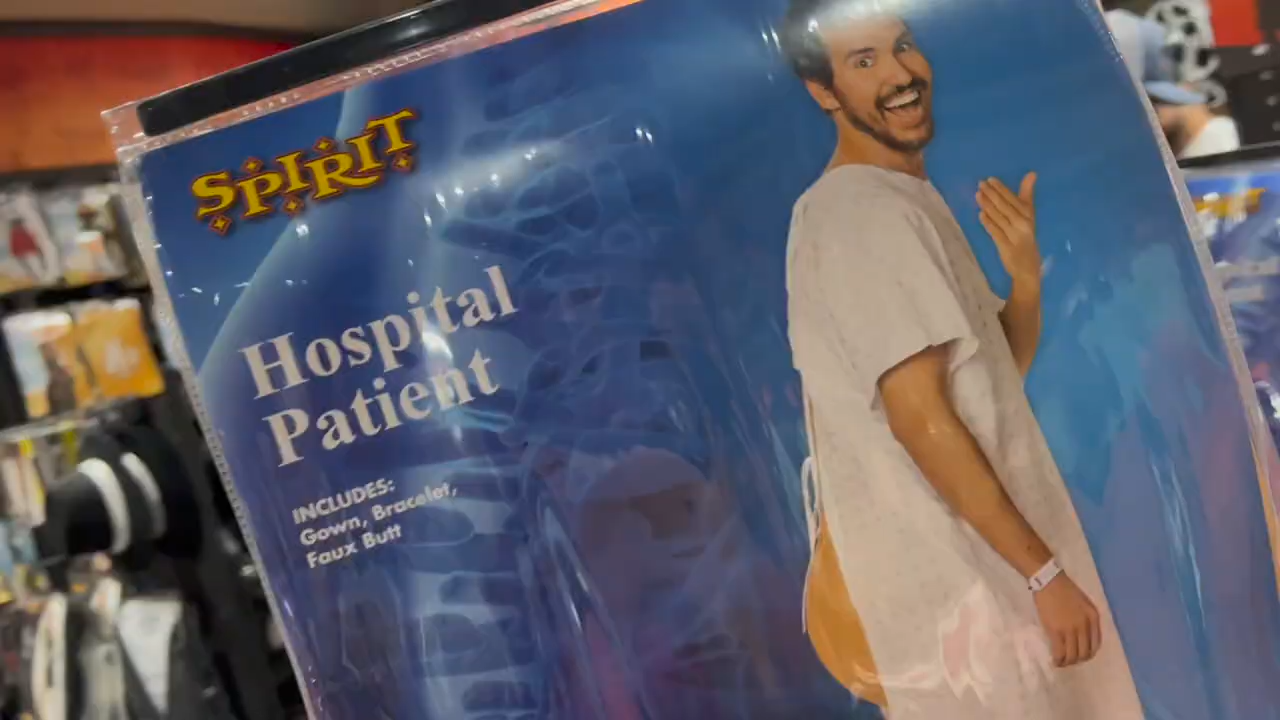 SPIRIT
Hospital
Patient
INCLUDES:
Gown, Bracelet,
Faux Butt